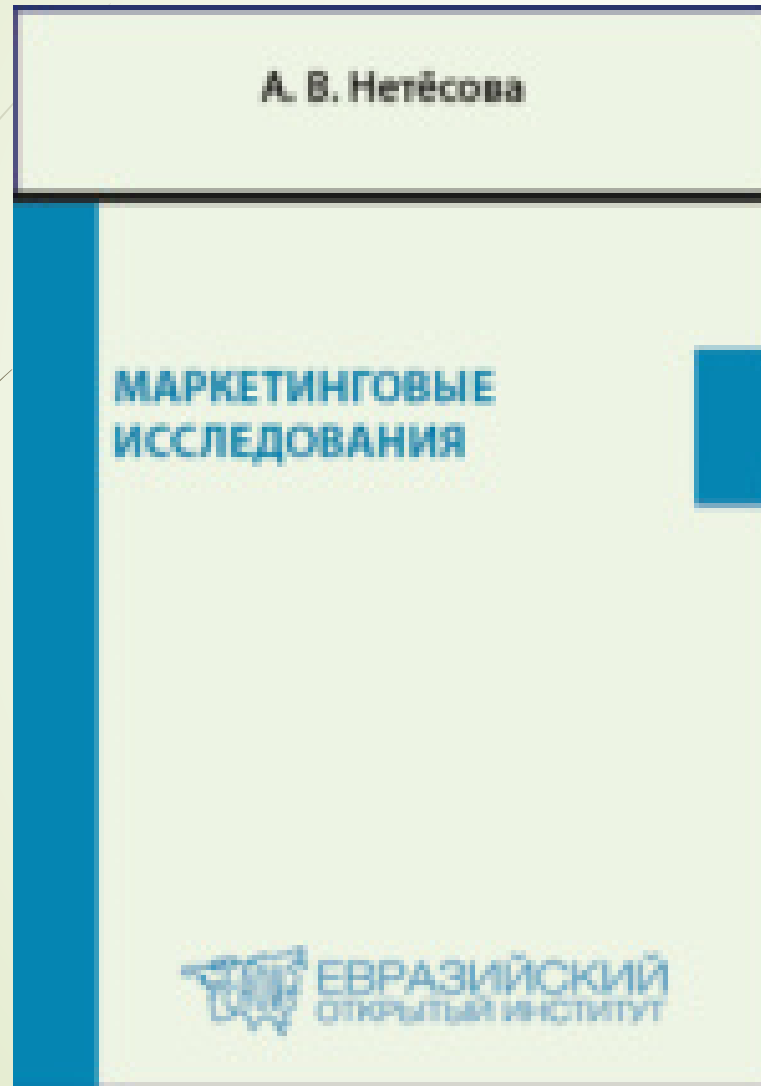 А. В. Нетёсова
МАРКЕТИНГОВЫЕ
ИССЛЕДОВАНИЯ
ЕВРАЗИЙСКИЙ
ОТКРЫТЫЙ ИНСТИТУТ